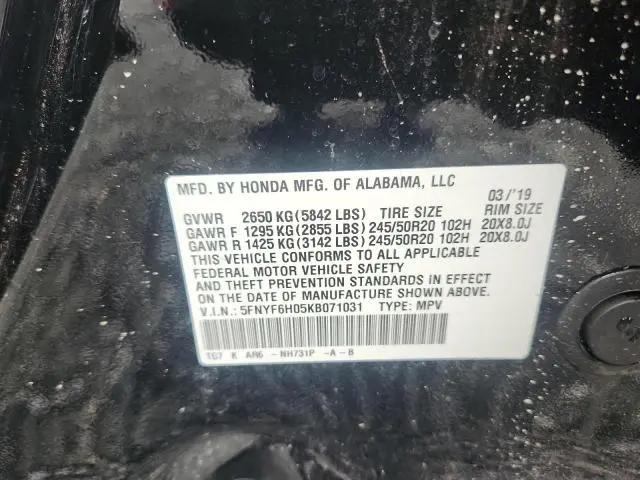 MFD. BY HONDA MFG. OF ALABAMA, LLC 03/'19
GVWR 2650 KG(5842 LBS) TIRE SIZE RIM SIZE
GAWR F 1295 KG(2855 LBS) 245/50R20 102H 20X8.0J
GAWR R 1425 KG(3142 LBS) 245/50R20 102H 20X8.0J
THIS VEHICLE CONFORMS TO ALL APPLICABLE
FEDERAL MOTOR VEHICLE SAFETY
AND THEFT PREVENTION STANDARDS IN EFFECT
ON THE DATE OF MANUFACTURE SHOWN ABOVE.
V.I.N.: 5FNYF6H05KB071031 TYPE: MPV
TG7 K AR6 -NH731P -A-B